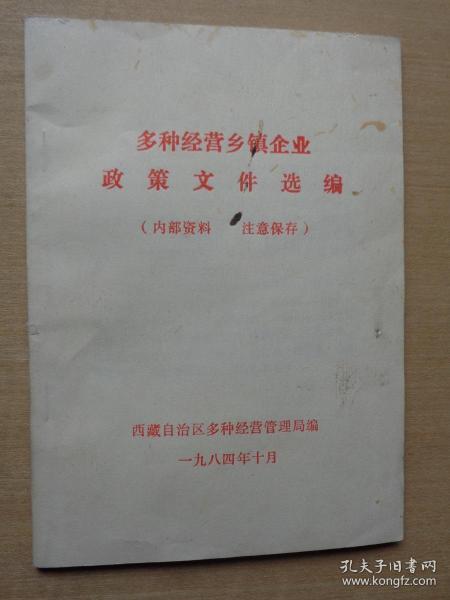 多种经营乡镇企业
政策文件选编
（内部资料　注意保存）
西藏自治区多种经营管理局编
一九八四年十月
孔夫子旧书网
www.kongfz.com